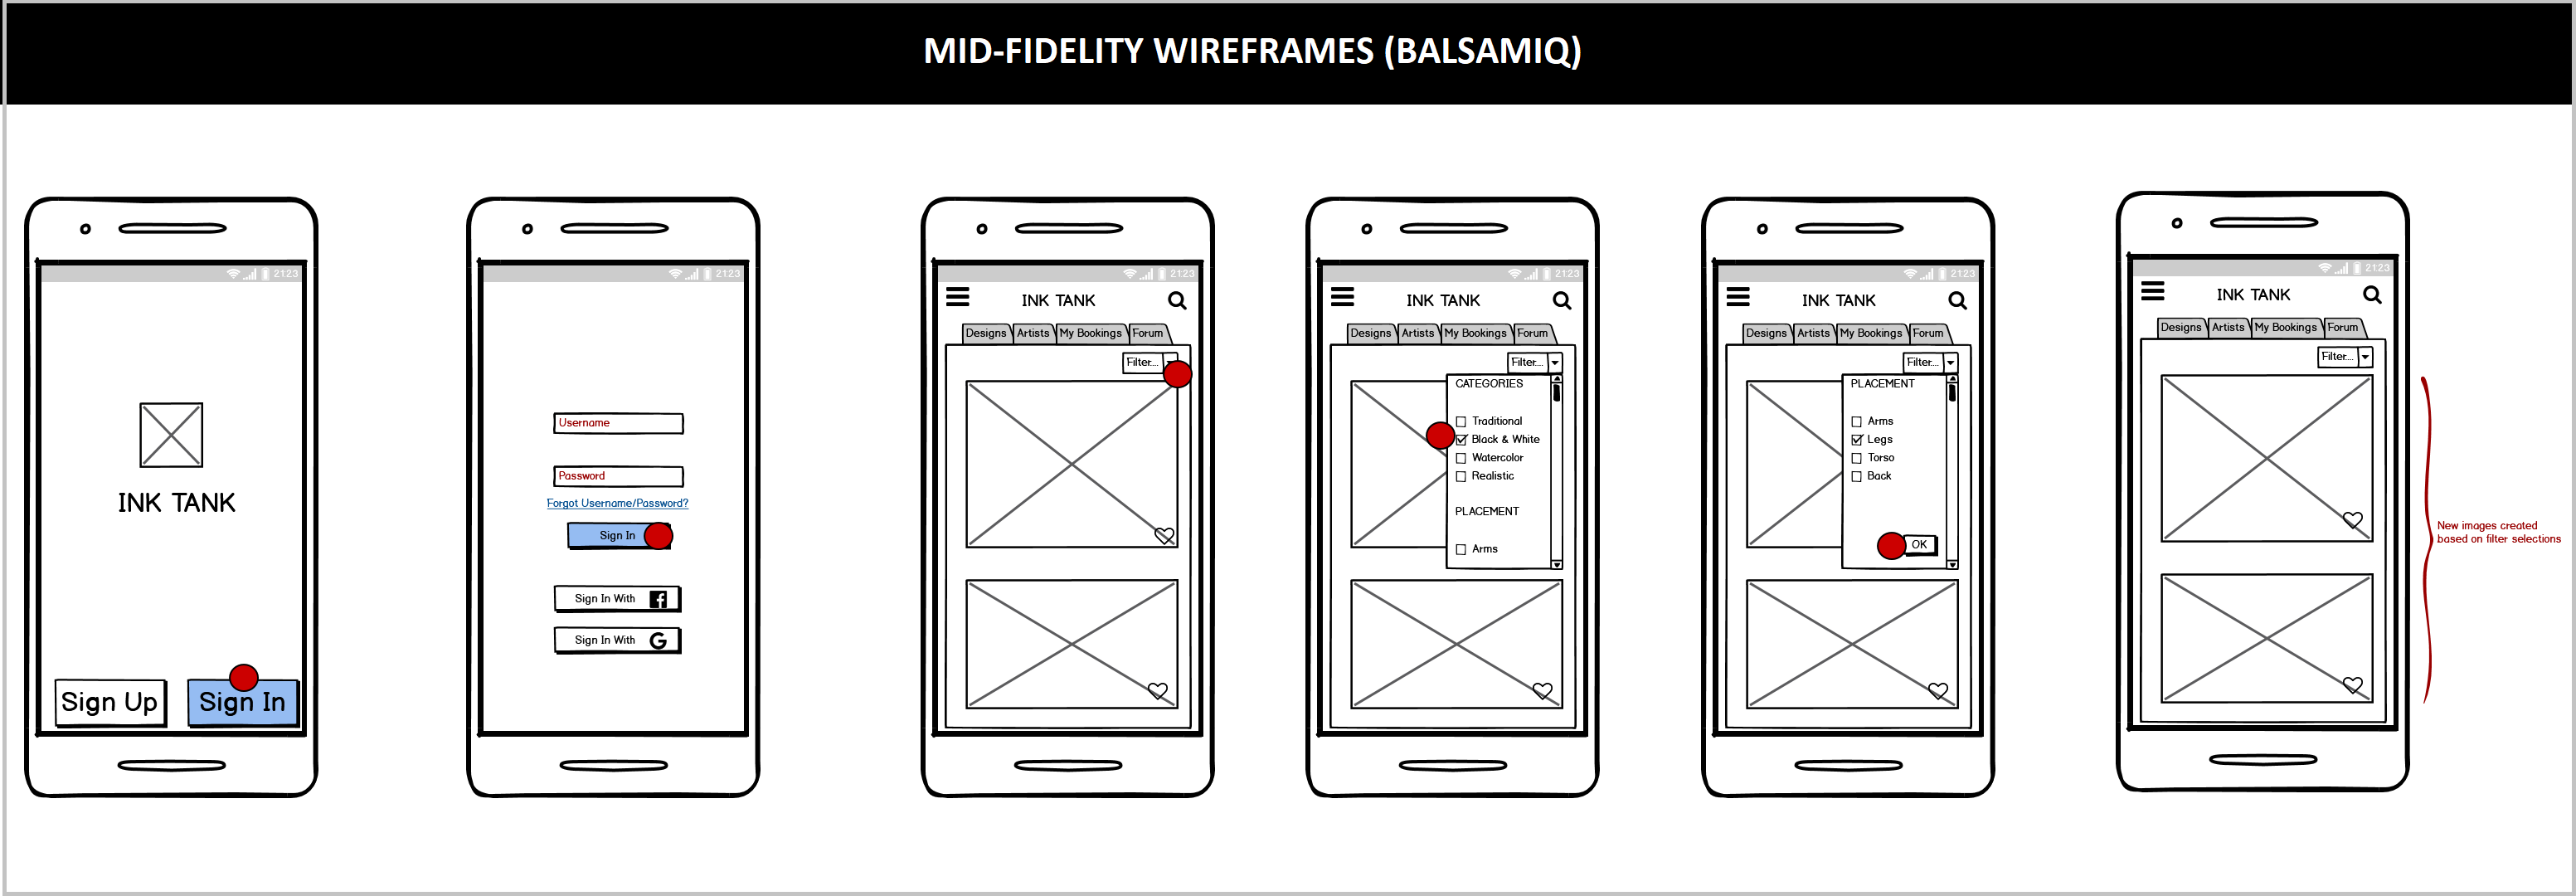 MID-FIDELITY WIREFRAMES (BALSAMIQ)
21:23
INK TANK
Sign Up
Sign In
21:23
Username
Password
Forgot Username/Password?
Sign In
Sign In With
Sign In With G
21:23
INK TANK
Designs Artists My Bookings Forum
Filter....
21:23
INK TANK
Designs Artists My Bookings Forum
Filter....
CATEGORIES
Traditional
Black & White
Watercolor
Realistic
PLACEMENT
Arms
21:23
INK TANK
Designs Artists My Bookings Forum
Filter....
PLACEMENT
Arms
Legs
Torso
Back
OK
21:23
INK TANK
Designs Artists My Bookings Forum
Filter....
New images created
based on filter selections